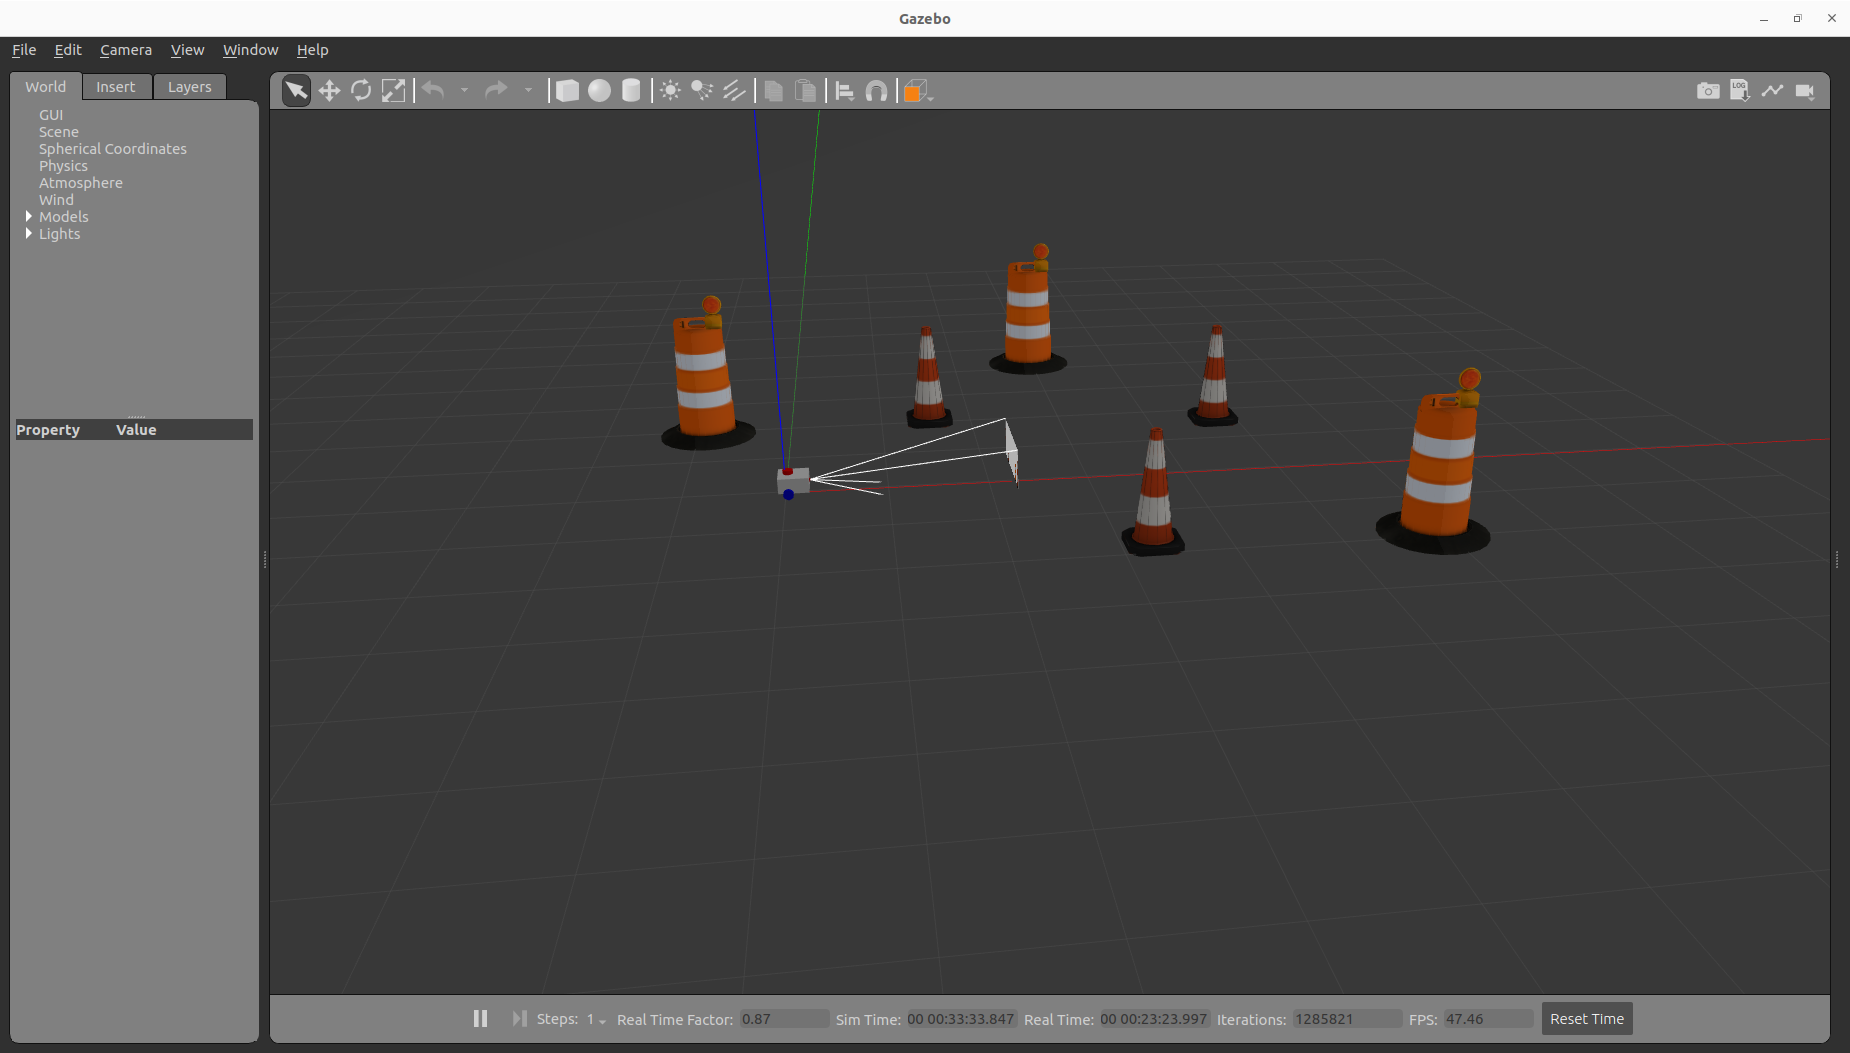 Gazebo
File Edit Camera View Window Help
World Insert Layers
GUI
Scene
Spherical Coordinates
Physics
Atmosphere
Wind
Models
Lights
Property Value
LOG
Steps: 1 Real Time Factor: 0.87 Sim Time: 00 00:33:33.847 Real Time: 00 00:23:23.997 Iterations: 1285821 FPS: 47.46 Reset Time